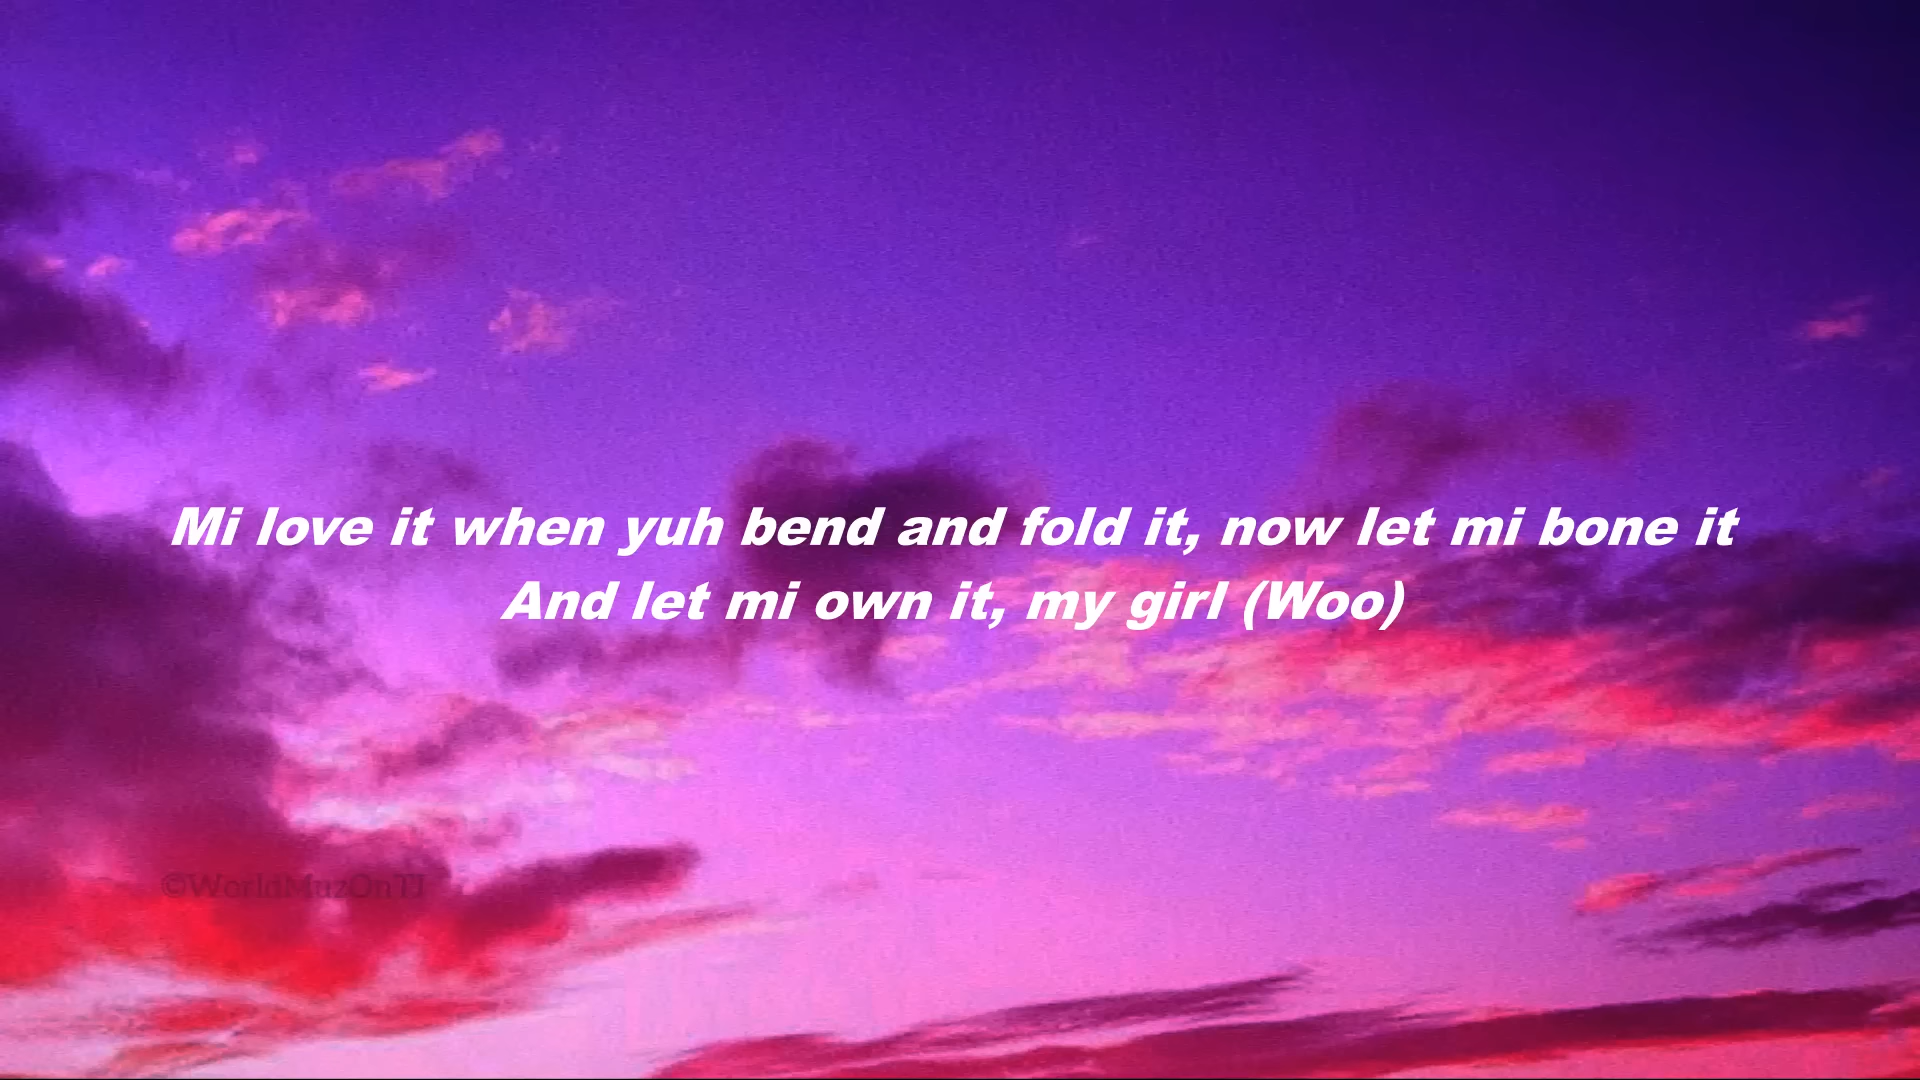 Mi love it when yuh bend and fold it, now let mi bone it
And let mi own it, my girl (Woo)
©WorldMuzOnTJ